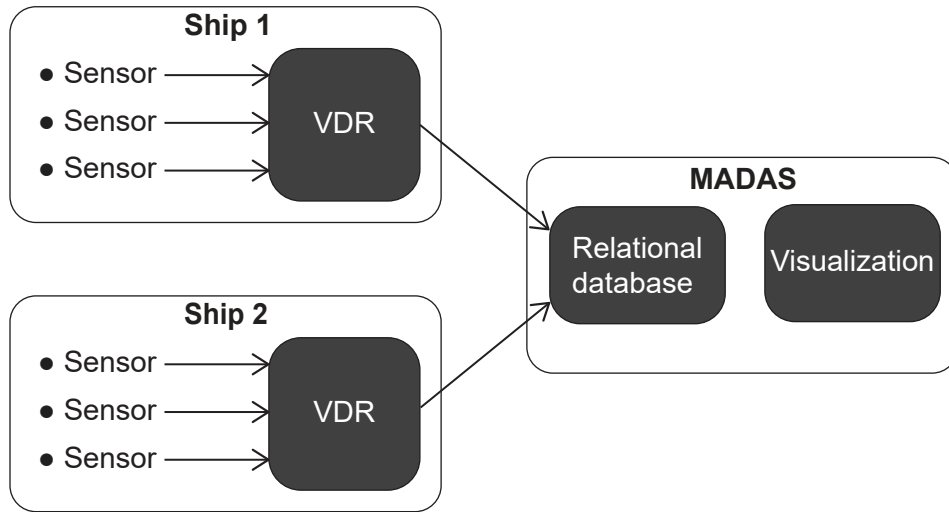 Ship 1
● Sensor
● Sensor
● Sensor
VDR
MADAS
Relational
database
Visualization
Ship 2
● Sensor
● Sensor
● Sensor
VDR